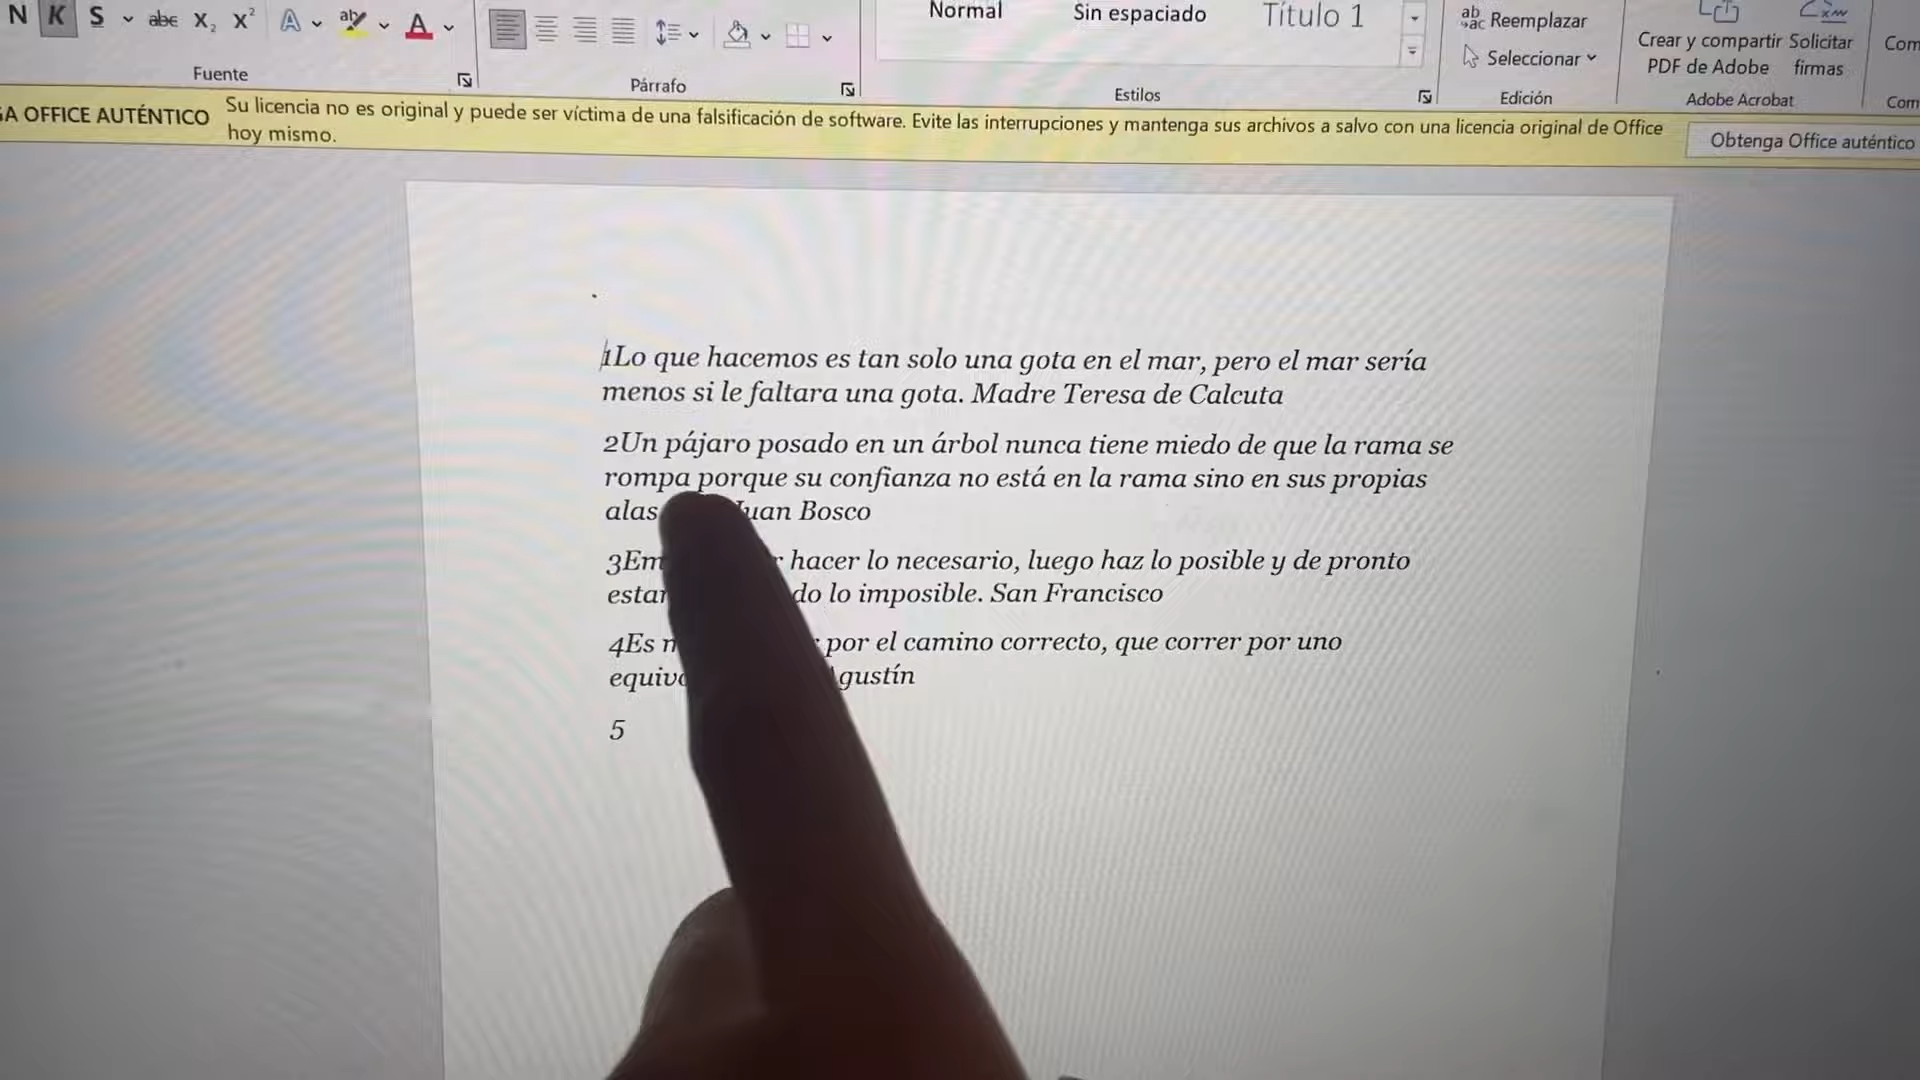 N K S abc X₂ X² A aby A
Normal Sin espaciado Título 1
ab ac Reemplazar
Seleccionar
Crear y compartir Solicitar
PDF de Adobe firmas
Com
Fuente Párrafo Estilos Edición Adobe Acrobat Com
GA OFFICE AUTÉNTICO Su licencia no es original y puede ser víctima de una falsificación de software. Evite las interrupciones y mantenga sus archivos a salvo con una licencia original de Office
hoy mismo.
Obtenga Office auténtico
1Lo que hacemos es tan solo una gota en el mar, pero el mar sería
menos si le faltara una gota. Madre Teresa de Calcuta
2Un pájaro posado en un árbol nunca tiene miedo de que la rama se
rompa porque su confianza no está en la rama sino en sus propias
alas Juan Bosco
3Em hacer lo necesario, luego haz lo posible y de pronto
estar do lo imposible. San Francisco
4Es por el camino correcto, que correr por uno
equivo Agustín
5